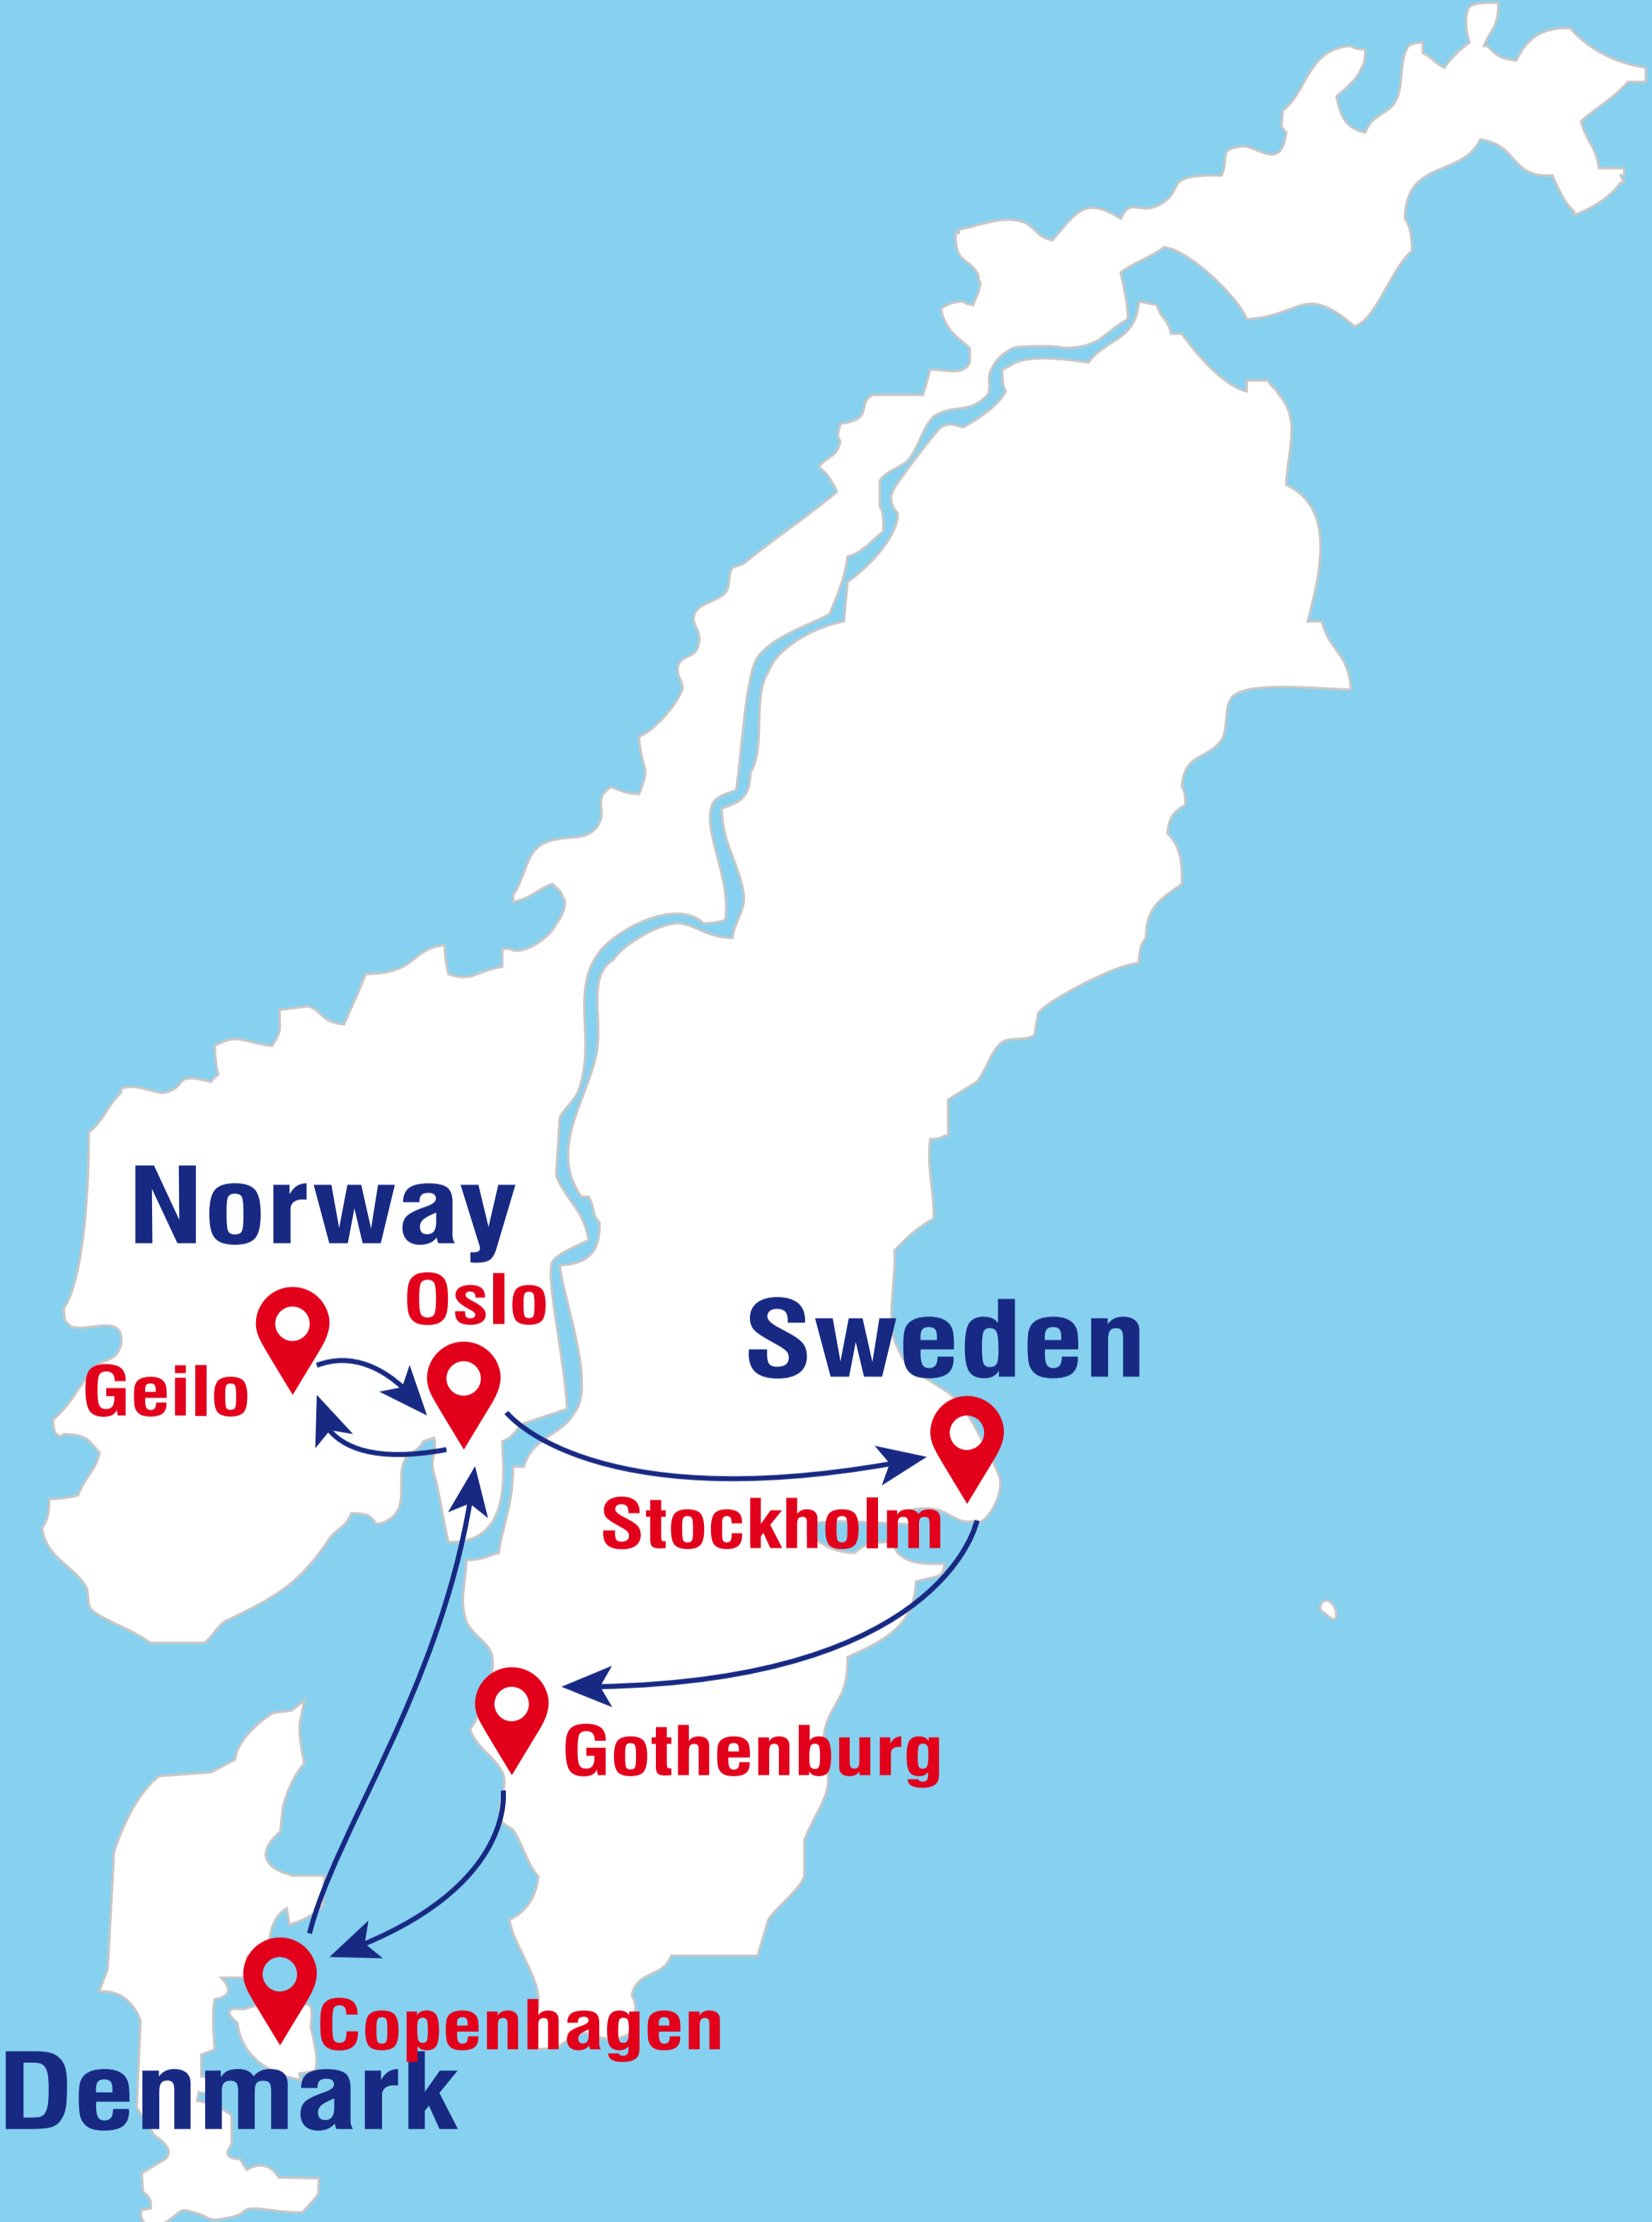 Norway
Oslo
Sweden
Geilo
Stockholm
Gothenburg
Copenhagen
Denmark